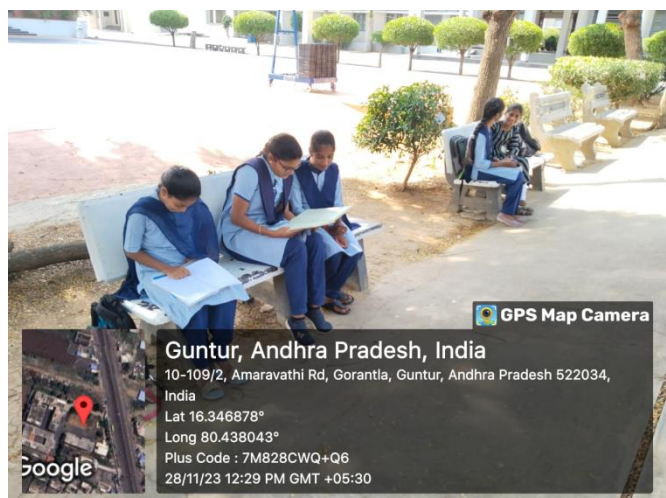 GPS Map Camera
Guntur, Andhra Pradesh, India
10-109/2, Amaravathi Rd, Gorantla, Guntur, Andhra Pradesh 522034,
India
Lat 16.346878°
Long 80.438043°
Plus Code : 7M828CWQ+Q6
28/11/23 12:29 PM GMT +05:30
Google